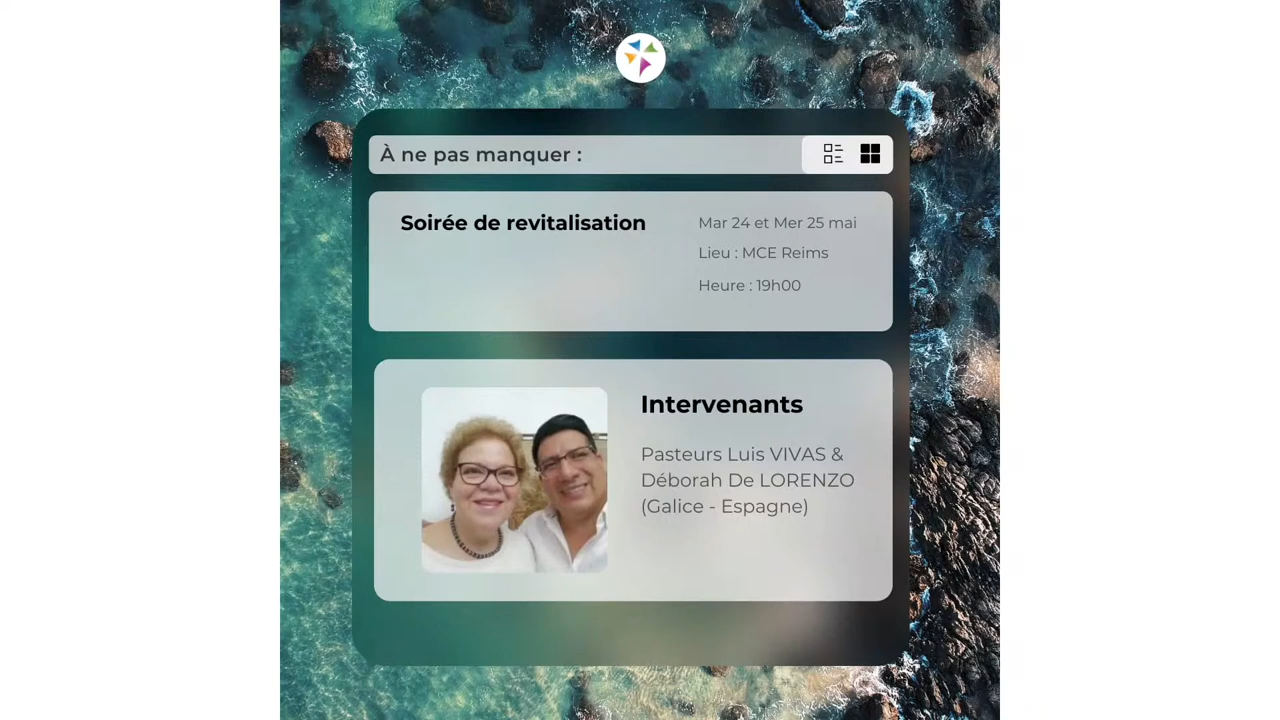 À ne pas manquer :
Soirée de revitalisation
Mar 24 et Mer 25 mai
Lieu : MCE Reims
Heure : 19h00
Intervenants
Pasteurs Luis VIVAS &
Déborah De LORENZO
(Galice - Espagne)